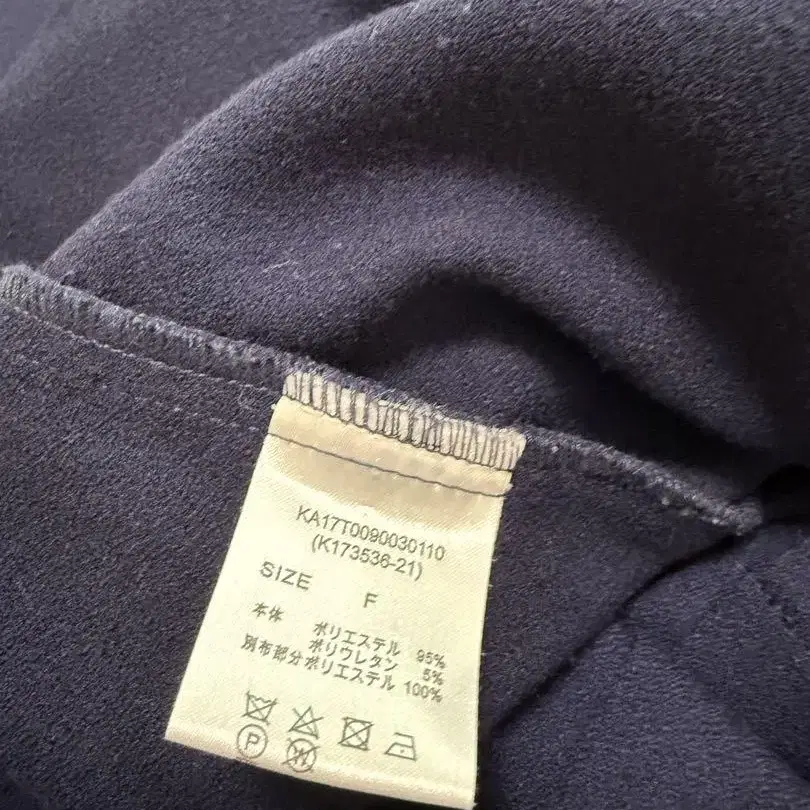 KA17T0090030110
(K173536-21)
SIZE F
本体 ポリエステル 95%
ポリウレタン 5%
別布部分ポリエステル 100%
P W